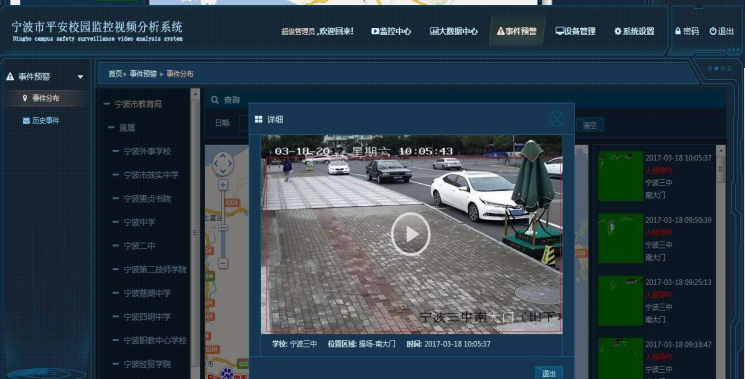 宁波市平安校园监控视频分析系统
Ningbo campus safety surveillance video analysis system
超级管理员,欢迎回来! 监控中心 大数据中心 事件预警 设备管理 系统设置 密码 退出
事件预警
事件分布
历史事件
首页> 事件预警 > 事件分布
宁波市教育局
直属
宁波外事学校
宁波市效实中学
宁波惠贞书院
宁波中学
宁波二中
宁波第二技师学院
宁波慈湖中学
宁波四明中学
宁波职教中心学校
宁波经贸学院
查询
日期:
清空
详细
03-18-20 星期六 10:05:43
宁波三中南大门(由下)
学校: 宁波三中 位置区域: 操场-南大门 时间: 2017-03-18 10:05:37
退出
2017-03-18 10:05:37
入侵事件
宁波三中
南大门
2017-03-18 09:50:39
入侵事件
宁波三中
南大门
2017-03-18 09:25:13
入侵事件
宁波三中
南大门
2017-03-18 09:18:47
入侵事件
宁波三中
G329